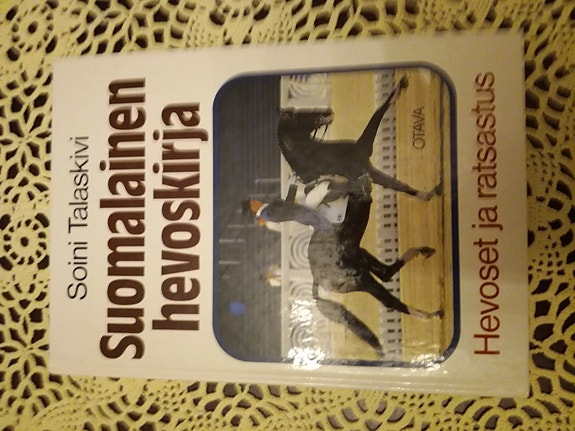 Soini Talaskivi
Suomalainen
hevoskirja
OTAVA
Hevoset ja ratsastus